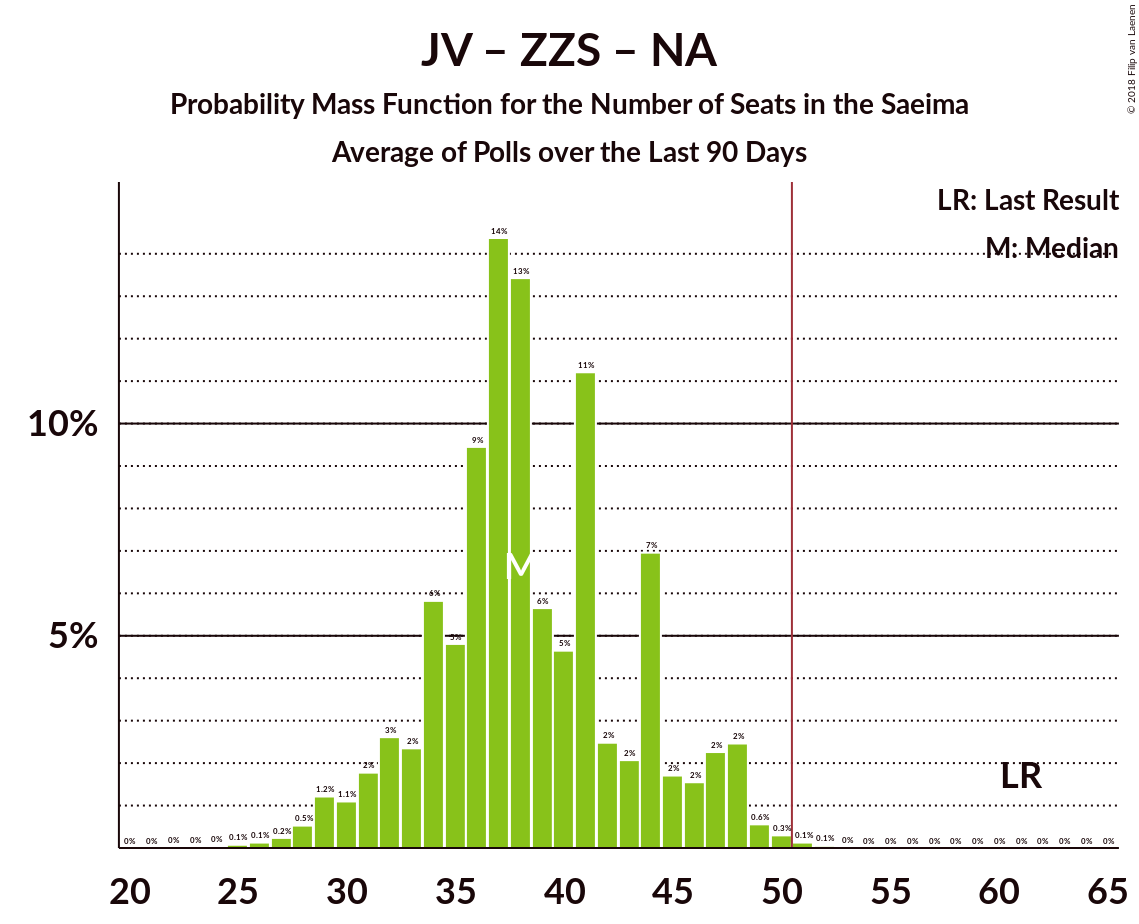 JV – ZZS – NA
Probability Mass Function for the Number of Seats in the Saeima
Average of Polls over the Last 90 Days
© 2018 Filip van Laenen
LR: Last Result
M: Median
10%
5%
0% 0% 0% 0% 0% 0.1% 0.1% 0.2% 0.5% 1.2% 1.1% 2% 3% 2% 6% 5% 9% 14% 13% 6% 5% 11% 2% 2% 7% 2% 2% 2% 2% 0.6% 0.3% 0.1% 0.1% 0% 0% 0% 0% 0% 0% 0% 0% 0% 0% 0% 0% 0%
M
LR
20 25 30 35 40 45 50 55 60 65